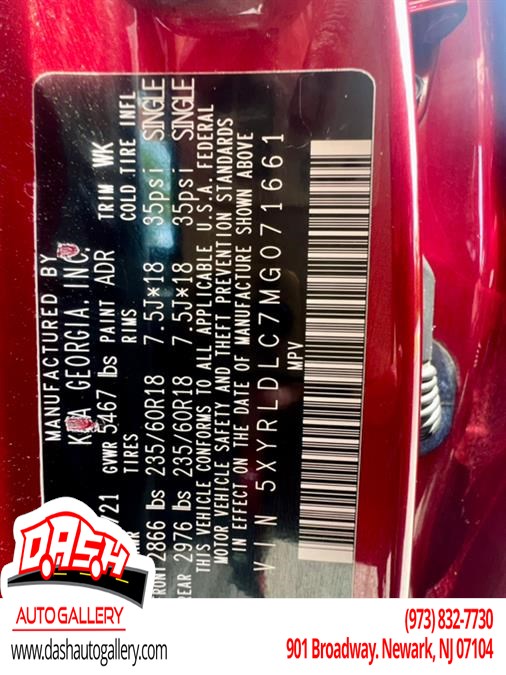 MANUFACTURED BY
KIA GEORGIA, INC.
/21 GVWR 5467 lbs PAINT ADR TRIM WK
TIRES RIMS COLD TIRE INFL
FRONT 2866 lbs 235/60R18 7.5J*18 35psi SINGLE
REAR 2976 lbs 235/60R18 7.5J*18 35psi SINGLE
THIS VEHICLE CONFORMS TO ALL APPLICABLE U.S.A. FEDERAL
MOTOR VEHICLE SAFETY AND THEFT PREVENTION STANDARDS
IN EFFECT ON THE DATE OF MANUFACTURE SHOWN ABOVE
VIN 5XYRLDLC7MG071661
MPV
DASH
AUTO GALLERY
www.dashautogallery.com
(973) 832-7730
901 Broadway. Newark, NJ 07104